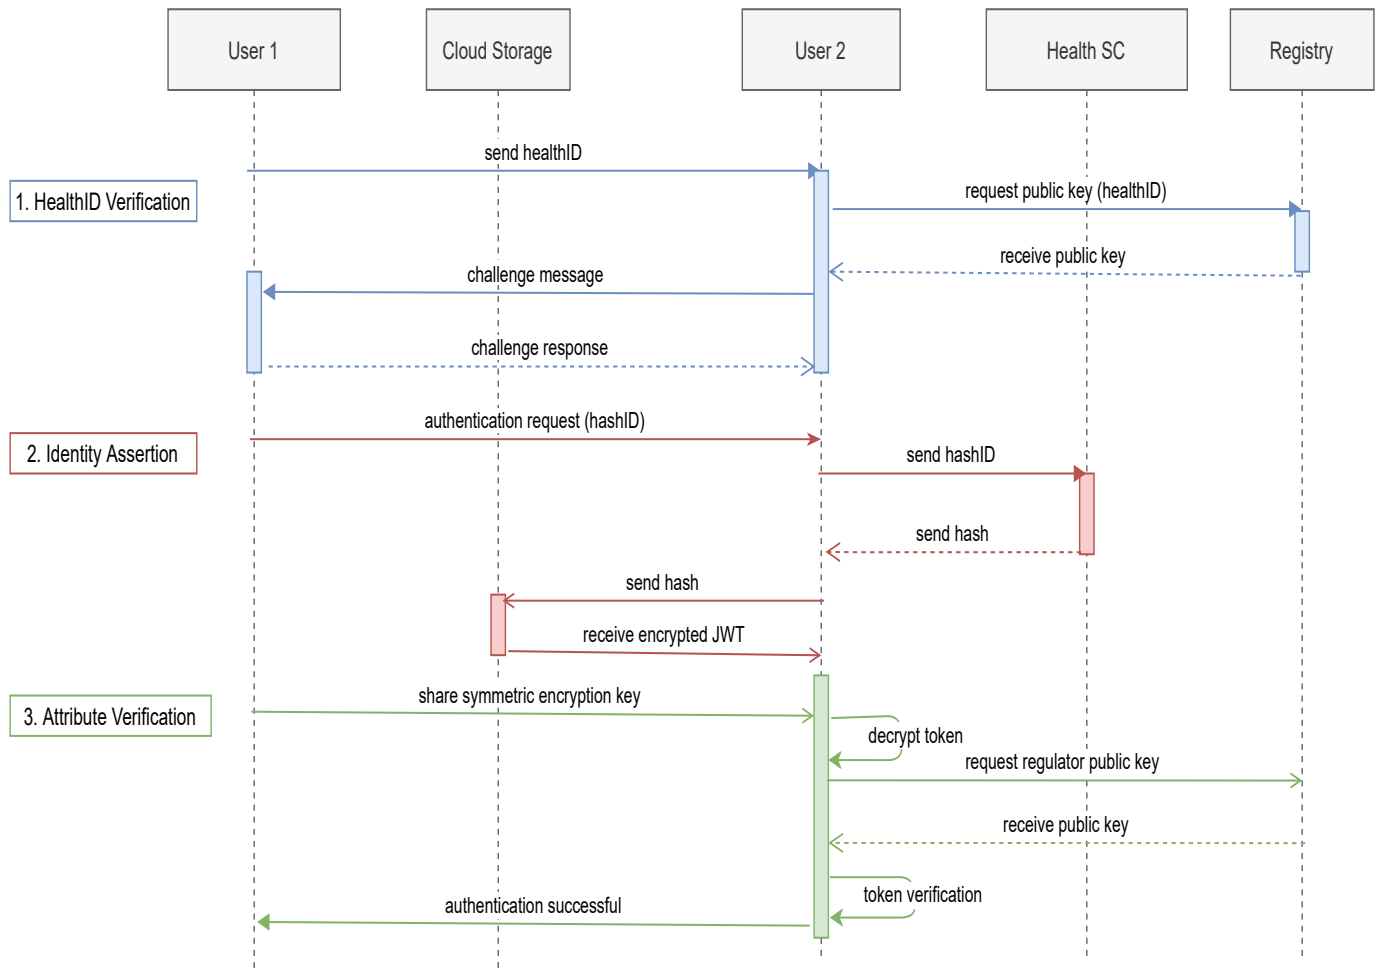 User 1
Cloud Storage
User 2
Health SC
Registry
send healthID
1. HealthID Verification
request public key (healthID)
receive public key
challenge message
challenge response
authentication request (hashID)
2. Identity Assertion
send hashID
send hash
send hash
receive encrypted JWT
share symmetric encryption key
3. Attribute Verification
decrypt token
request regulator public key
receive public key
token verification
authentication successful